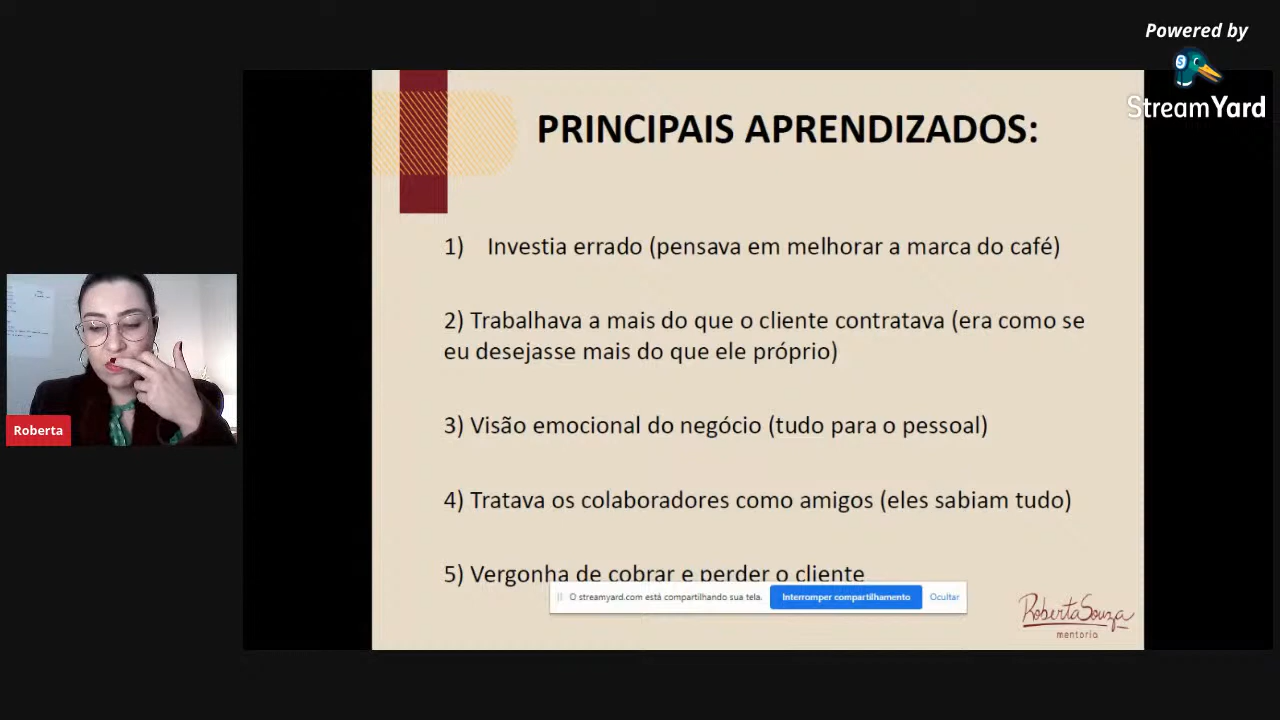 Powered by
StreamYard
PRINCIPAIS APRENDIZADOS:
1) Investia errado (pensava em melhorar a marca do café)
2) Trabalhava a mais do que o cliente contratava (era como se
eu desejasse mais do que ele próprio)
3) Visão emocional do negócio (tudo para o pessoal)
4) Tratava os colaboradores como amigos (eles sabiam tudo)
5) Vergonha de cobrar e perder o cliente
O streamyard.com está compartilhando sua tela. Interromper compartilhamento Ocultar
Roberta Souza
mentoria
Roberta